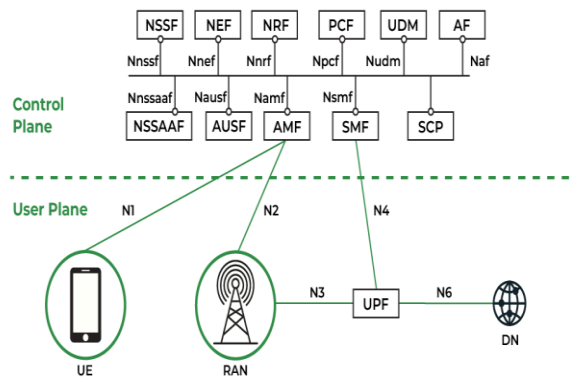 NSSF NEF NRF PCF UDM AF
Nnssf Nnef Nnrf Npcf Nudm Naf
Nnssaaf Nausf Namf Nsmf
Control
Plane
NSSAAF AUSF AMF SMF SCP
User Plane
N1 N2 N4
N3 N6
UPF
UE RAN DN